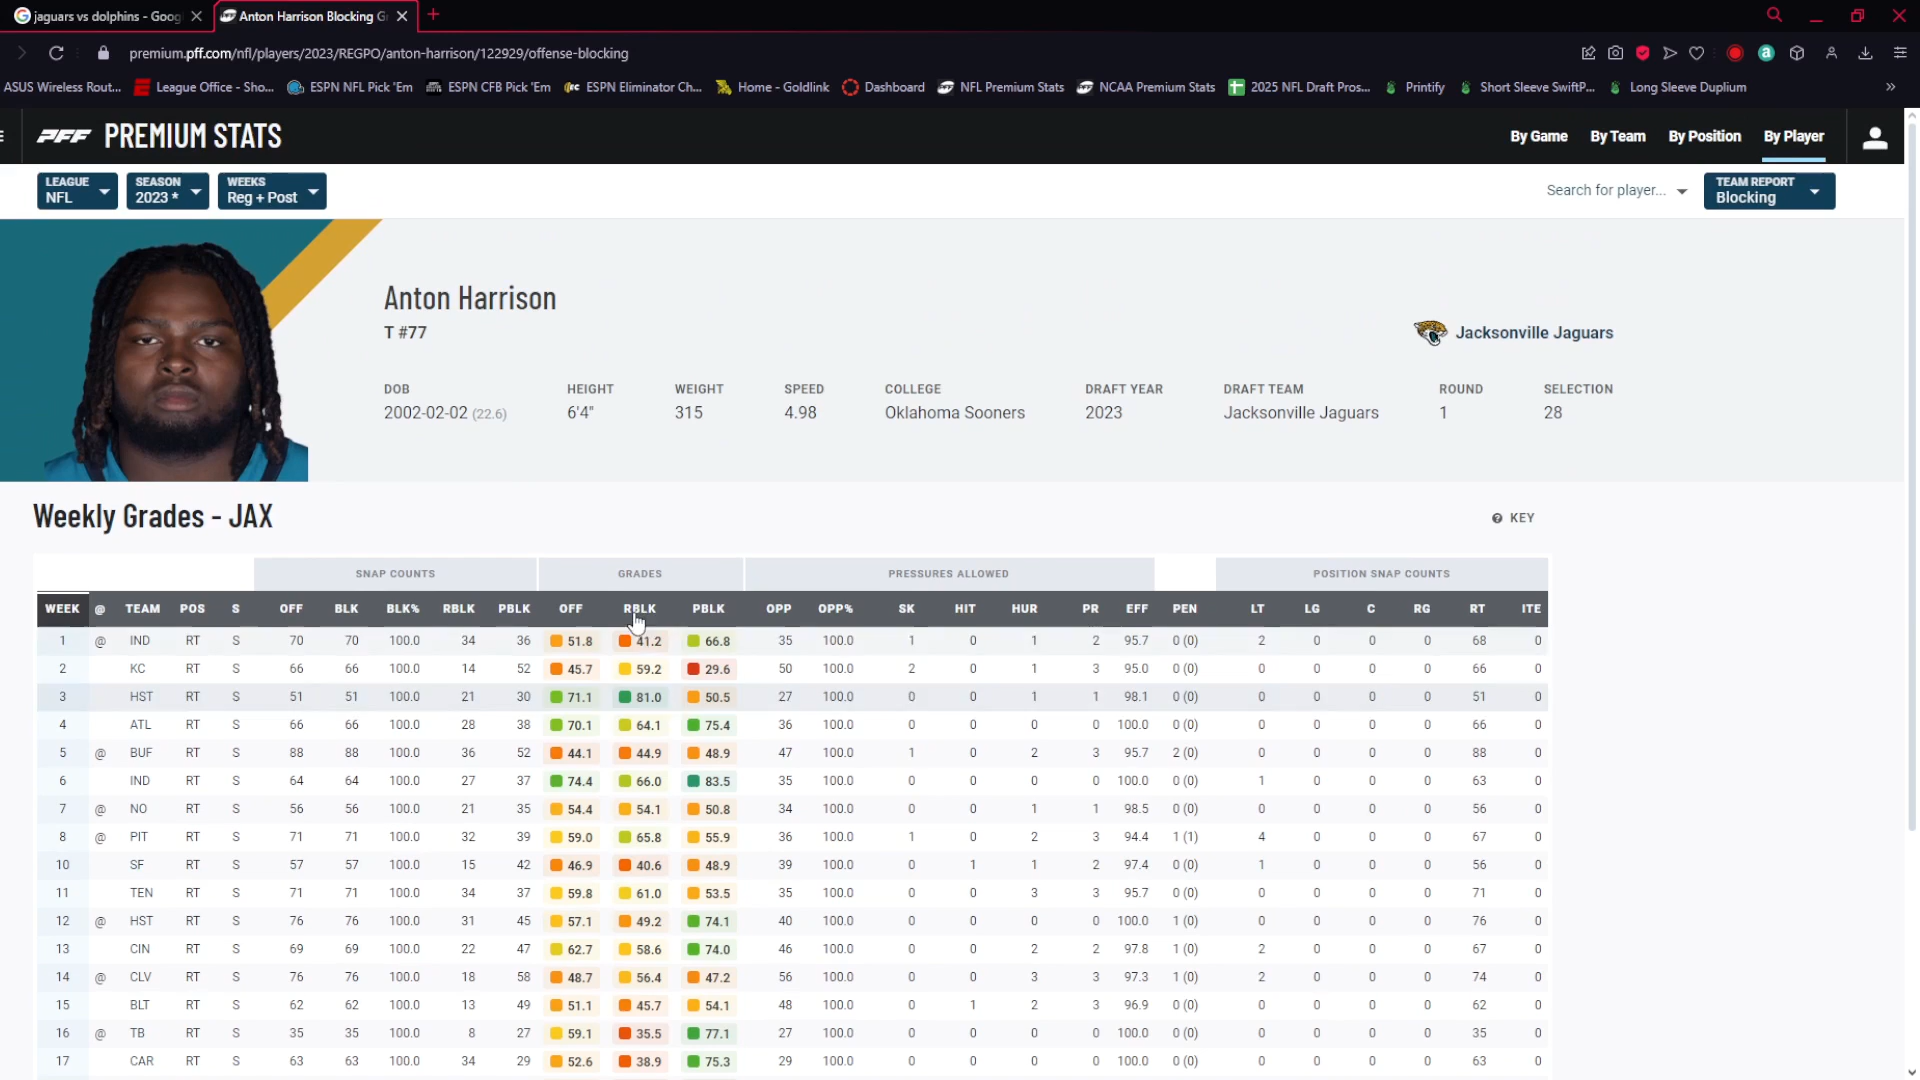 jaguars vs dolphins - Goog
Anton Harrison Blocking G
premium.pff.com/nfl/players/2023/REGPO/anton-harrison/122929/offense-blocking
ASUS Wireless Rout... League Office - Sho... ESPN NFL Pick 'Em ESPN CFB Pick 'Em ESPN Eliminator Ch... Home - Goldlink Dashboard NFL Premium Stats NCAA Premium Stats 2025 NFL Draft Pros... Printify Short Sleeve SwiftP... Long Sleeve Duplium
PFF PREMIUM STATS By Game By Team By Position By Player
LEAGUE SEASON WEEKS TEAM REPORT
NFL 2023 * Reg + Post Search for player... Blocking
Anton Harrison
T #77 Jacksonville Jaguars
DOB HEIGHT WEIGHT SPEED COLLEGE DRAFT YEAR DRAFT TEAM ROUND SELECTION
2002-02-02 (22.6) 6'4" 315 4.98 Oklahoma Sooners 2023 Jacksonville Jaguars 1 28
Weekly Grades - JAX KEY
SNAP COUNTS GRADES PRESSURES ALLOWED POSITION SNAP COUNTS
WEEK @ TEAM POS S OFF BLK BLK% RBLK PBLK OFF RBLK PBLK OPP OPP% SK HIT HUR PR EFF PEN LT LG C RG RT ITE
1 @ IND RT S 70 70 100.0 34 36 51.8 41.2 66.8 35 100.0 1 0 1 2 95.7 0 (0) 2 0 0 0 68 0
2 KC RT S 66 66 100.0 14 52 45.7 59.2 29.6 50 100.0 2 0 1 3 95.0 0 (0) 0 0 0 0 66 0
3 HST RT S 51 51 100.0 21 30 71.1 81.0 50.5 27 100.0 0 0 1 1 98.1 0 (0) 0 0 0 0 51 0
4 ATL RT S 66 66 100.0 28 38 70.1 64.1 75.4 36 100.0 0 0 0 0 100.0 0 (0) 0 0 0 0 66 0
5 @ BUF RT S 88 88 100.0 36 52 44.1 44.9 48.9 47 100.0 1 0 2 3 95.7 2 (0) 0 0 0 0 88 0
6 IND RT S 64 64 100.0 27 37 74.4 66.0 83.5 35 100.0 0 0 0 0 100.0 0 (0) 1 0 0 0 63 0
7 @ NO RT S 56 56 100.0 21 35 54.4 54.1 50.8 34 100.0 0 0 1 1 98.5 0 (0) 0 0 0 0 56 0
8 @ PIT RT S 71 71 100.0 32 39 59.0 65.8 55.9 36 100.0 1 0 2 3 94.4 1 (1) 4 0 0 0 67 0
10 SF RT S 57 57 100.0 15 42 46.9 40.6 48.9 39 100.0 0 1 1 2 97.4 0 (0) 1 0 0 0 56 0
11 TEN RT S 71 71 100.0 34 37 59.8 61.0 53.5 35 100.0 0 0 3 3 95.7 0 (0) 0 0 0 0 71 0
12 @ HST RT S 76 76 100.0 31 45 57.1 49.2 74.1 40 100.0 0 0 0 0 100.0 1 (0) 0 0 0 0 76 0
13 CIN RT S 69 69 100.0 22 47 62.7 58.6 74.0 46 100.0 0 0 2 2 97.8 1 (0) 2 0 0 0 67 0
14 @ CLV RT S 76 76 100.0 18 58 48.7 56.4 47.2 56 100.0 0 0 3 3 97.3 1 (0) 2 0 0 0 74 0
15 BLT RT S 62 62 100.0 13 49 51.1 45.7 54.1 48 100.0 0 1 2 3 96.9 0 (0) 0 0 0 0 62 0
16 @ TB RT S 35 35 100.0 8 27 59.1 35.5 77.1 27 100.0 0 0 0 0 100.0 0 (0) 0 0 0 0 35 0
17 CAR RT S 63 63 100.0 34 29 52.6 38.9 75.3 29 100.0 0 0 0 0 100.0 0 (0) 0 0 0 0 63 0